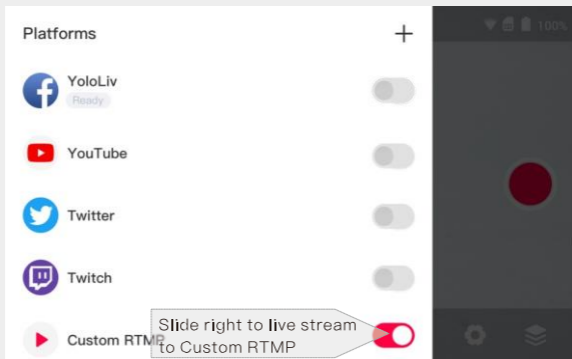 Platforms
100%
YoloLiv
Ready
YouTube
Twitter
Twitch
Custom RTMP
Slide right to live stream
to Custom RTMP